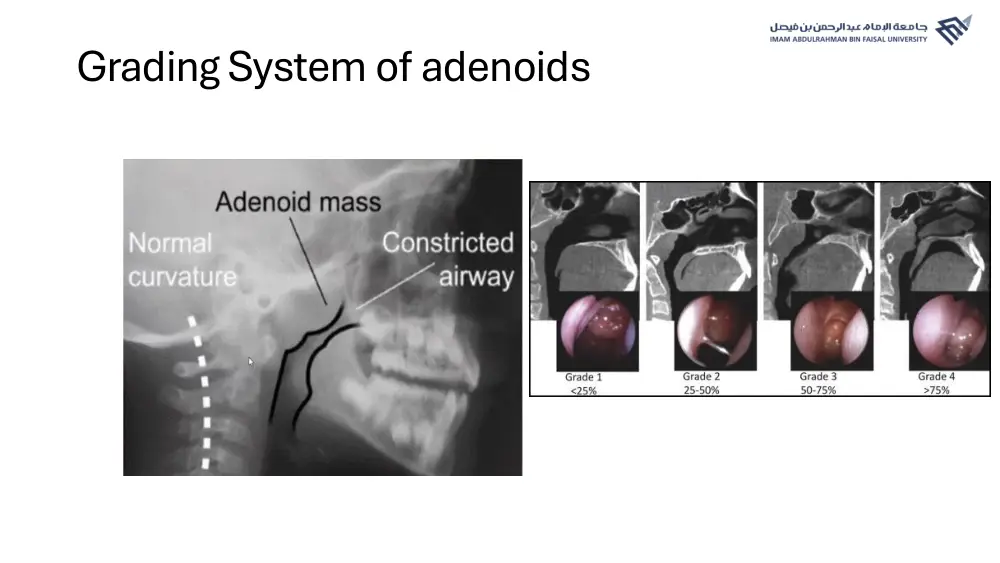 جامعة الإمام عبدالرحمن بن فيصل
IMAM ABDULRAHMAN BIN FAISAL UNIVERSITY
Grading System of adenoids
Adenoid mass
Normal
curvature
Constricted
airway
Grade 1
<25%
Grade 2
25-50%
Grade 3
50-75%
Grade 4
>75%